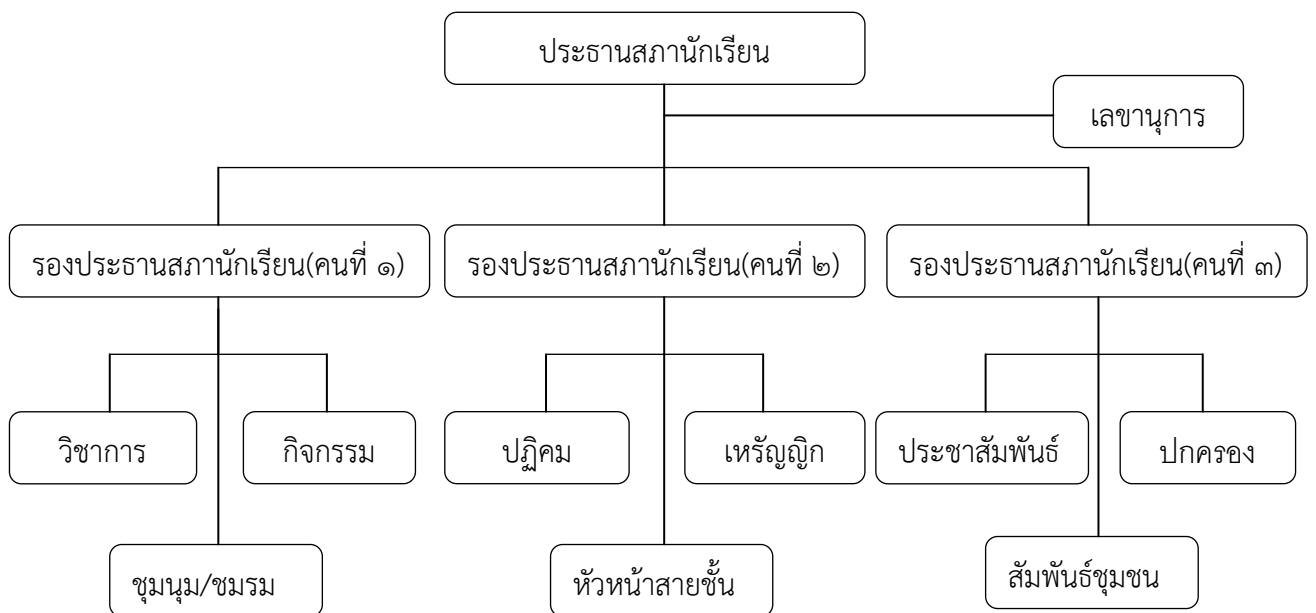 ประธานสภานักเรียน
เลขานุการ
รองประธานสภานักเรียน(คนที่ ๑)
รองประธานสภานักเรียน(คนที่ ๒)
รองประธานสภานักเรียน(คนที่ ๓)
วิชาการ
กิจกรรม
ปฏิคม
เหรัญญิก
ประชาสัมพันธ์
ปกครอง
ชุมนุม/ชมรม
หัวหน้าสายชั้น
สัมพันธ์ชุมชน